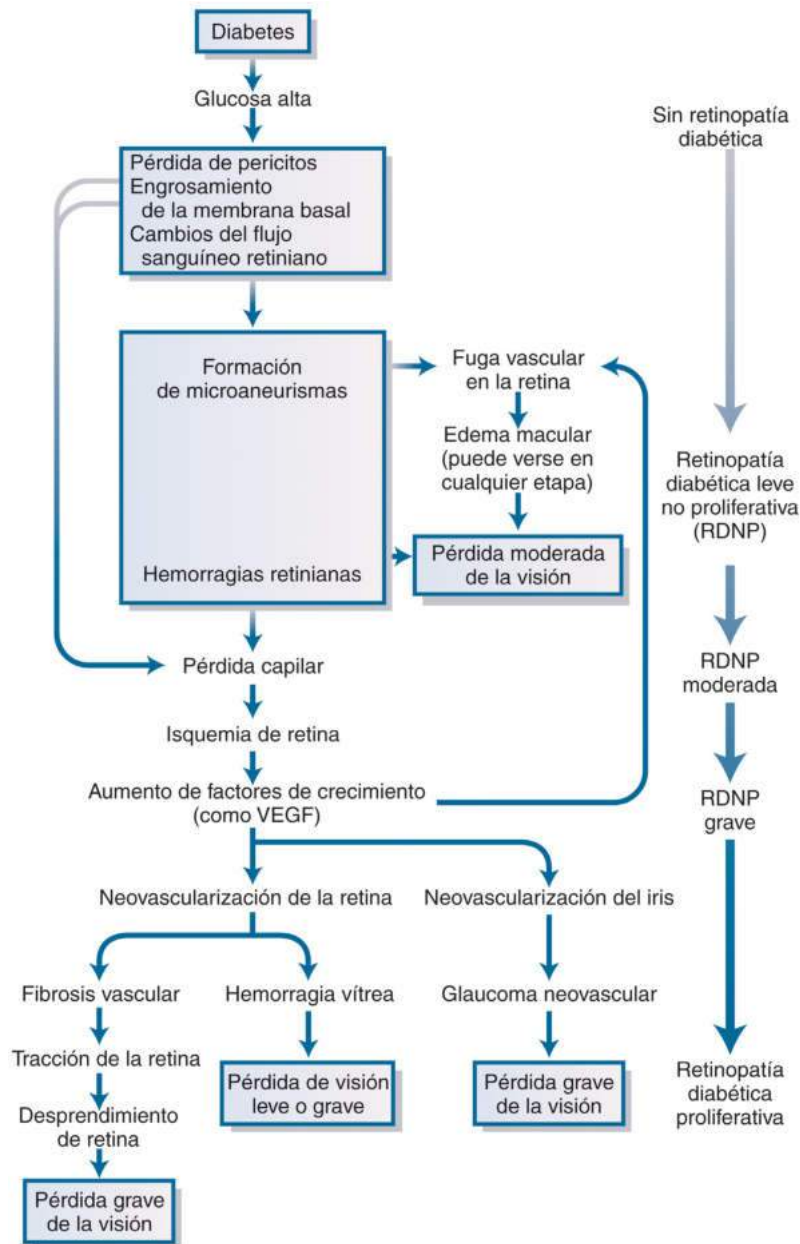 Diabetes
Glucosa alta
Sin retinopatía
diabética
Pérdida de pericitos
Engrosamiento
de la membrana basal
Cambios del flujo
sanguíneo retiniano
Formación
de microaneurismas
Hemorragias retinianas
Fuga vascular
en la retina
Edema macular
(puede verse en
cualquier etapa)
Pérdida moderada
de la visión
Retinopatía
diabética leve
no proliferativa
(RDNP)
Pérdida capilar
RDNP
moderada
Isquemia de retina
Aumento de factores de crecimiento
(como VEGF)
RDNP
grave
Neovascularización de la retina
Neovascularización del iris
Fibrosis vascular
Hemorragia vítrea
Glaucoma neovascular
Tracción de la retina
Pérdida de visión
leve o grave
Pérdida grave
de la visión
Retinopatía
diabética
proliferativa
Desprendimiento
de retina
Pérdida grave
de la visión